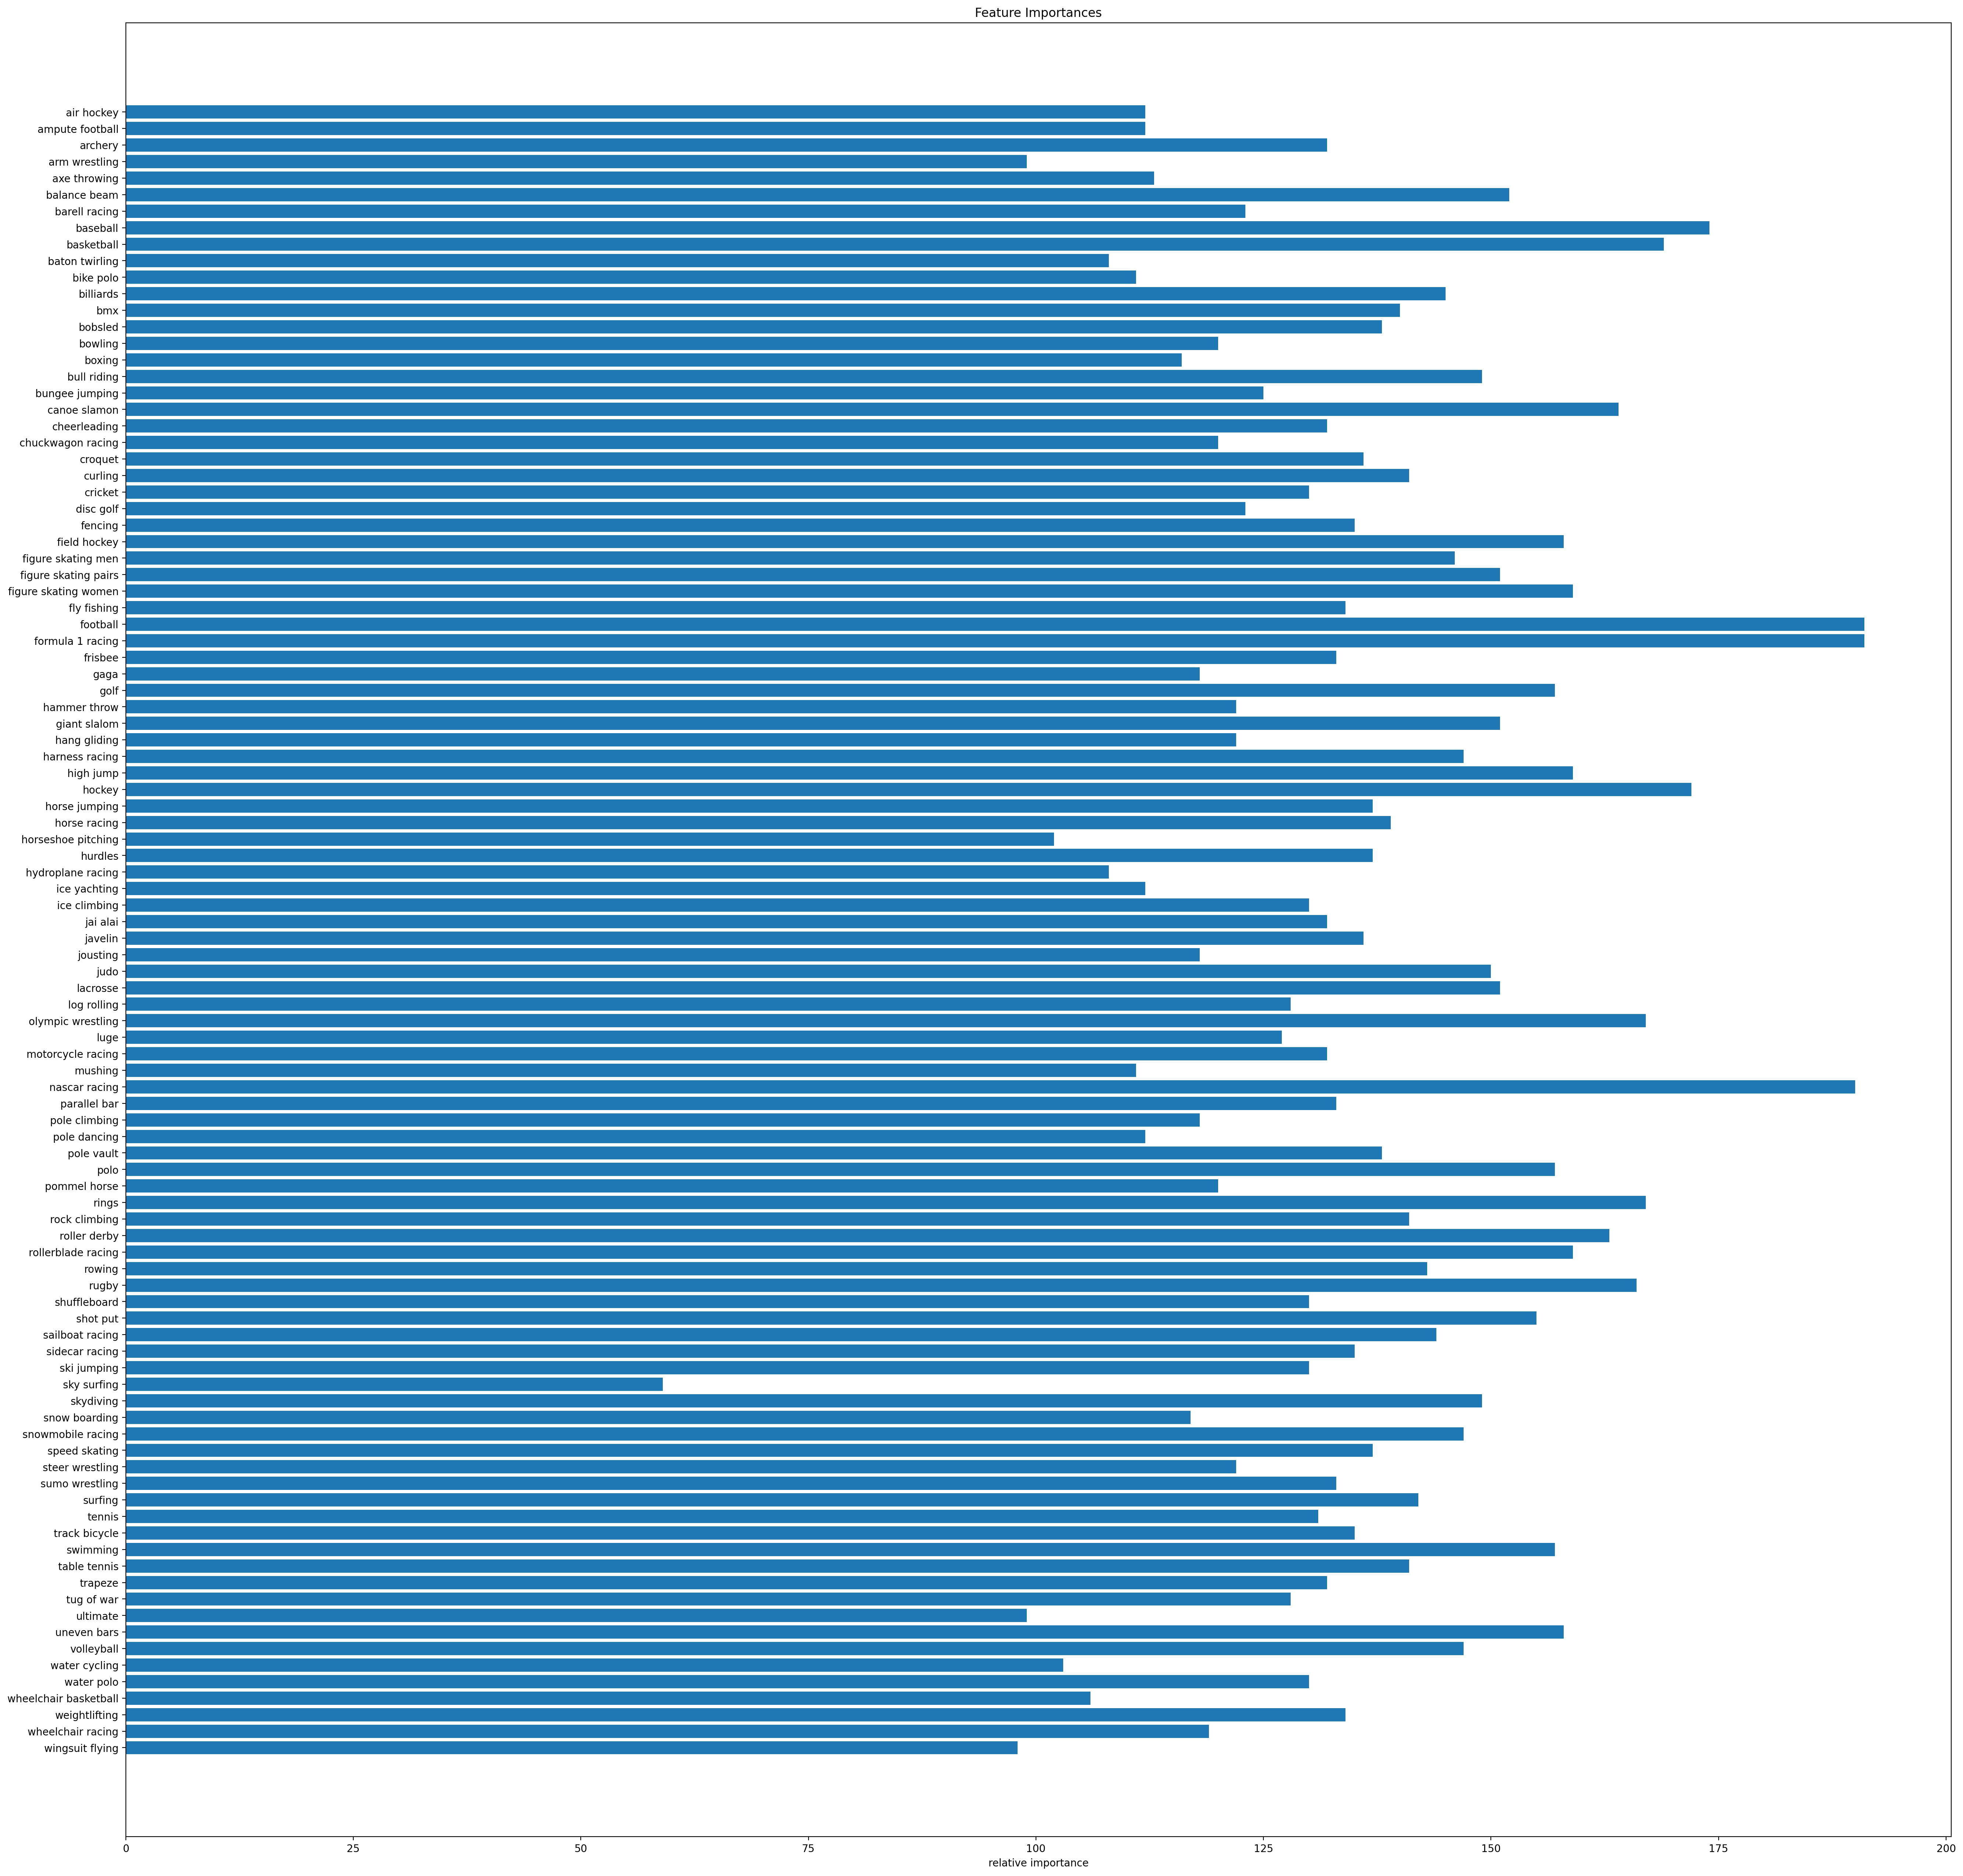 Feature Importances
air hockey
ampute football
archery
arm wrestling
axe throwing
balance beam
barell racing
baseball
basketball
baton twirling
bike polo
billiards
bmx
bobsled
bowling
boxing
bull riding
bungee jumping
canoe slamon
cheerleading
chuckwagon racing
croquet
curling
cricket
disc golf
fencing
field hockey
figure skating men
figure skating pairs
figure skating women
fly fishing
football
formula 1 racing
frisbee
gaga
golf
hammer throw
giant slalom
hang gliding
harness racing
high jump
hockey
horse jumping
horse racing
horseshoe pitching
hurdles
hydroplane racing
ice yachting
ice climbing
jai alai
javelin
jousting
judo
lacrosse
log rolling
olympic wrestling
luge
motorcycle racing
mushing
nascar racing
parallel bar
pole climbing
pole dancing
pole vault
polo
pommel horse
rings
rock climbing
roller derby
rollerblade racing
rowing
rugby
shuffleboard
shot put
sailboat racing
sidecar racing
ski jumping
sky surfing
skydiving
snow boarding
snowmobile racing
speed skating
steer wrestling
sumo wrestling
surfing
tennis
track bicycle
swimming
table tennis
trapeze
tug of war
ultimate
uneven bars
volleyball
water cycling
water polo
wheelchair basketball
weightlifting
wheelchair racing
wingsuit flying
0 25 50 75 100 125 150 175 200
relative importance